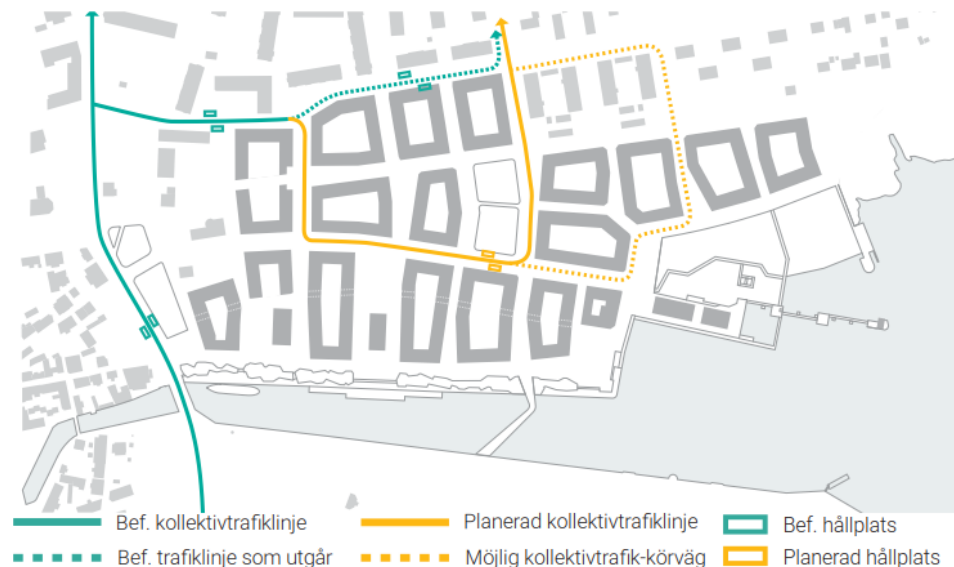 Bef. kollektivtrafiklinje
Planerad kollektivtrafiklinje
Bef. hållplats
Bef. trafiklinje som utgår
Möjlig kollektivtrafik-körväg
Planerad hållplats